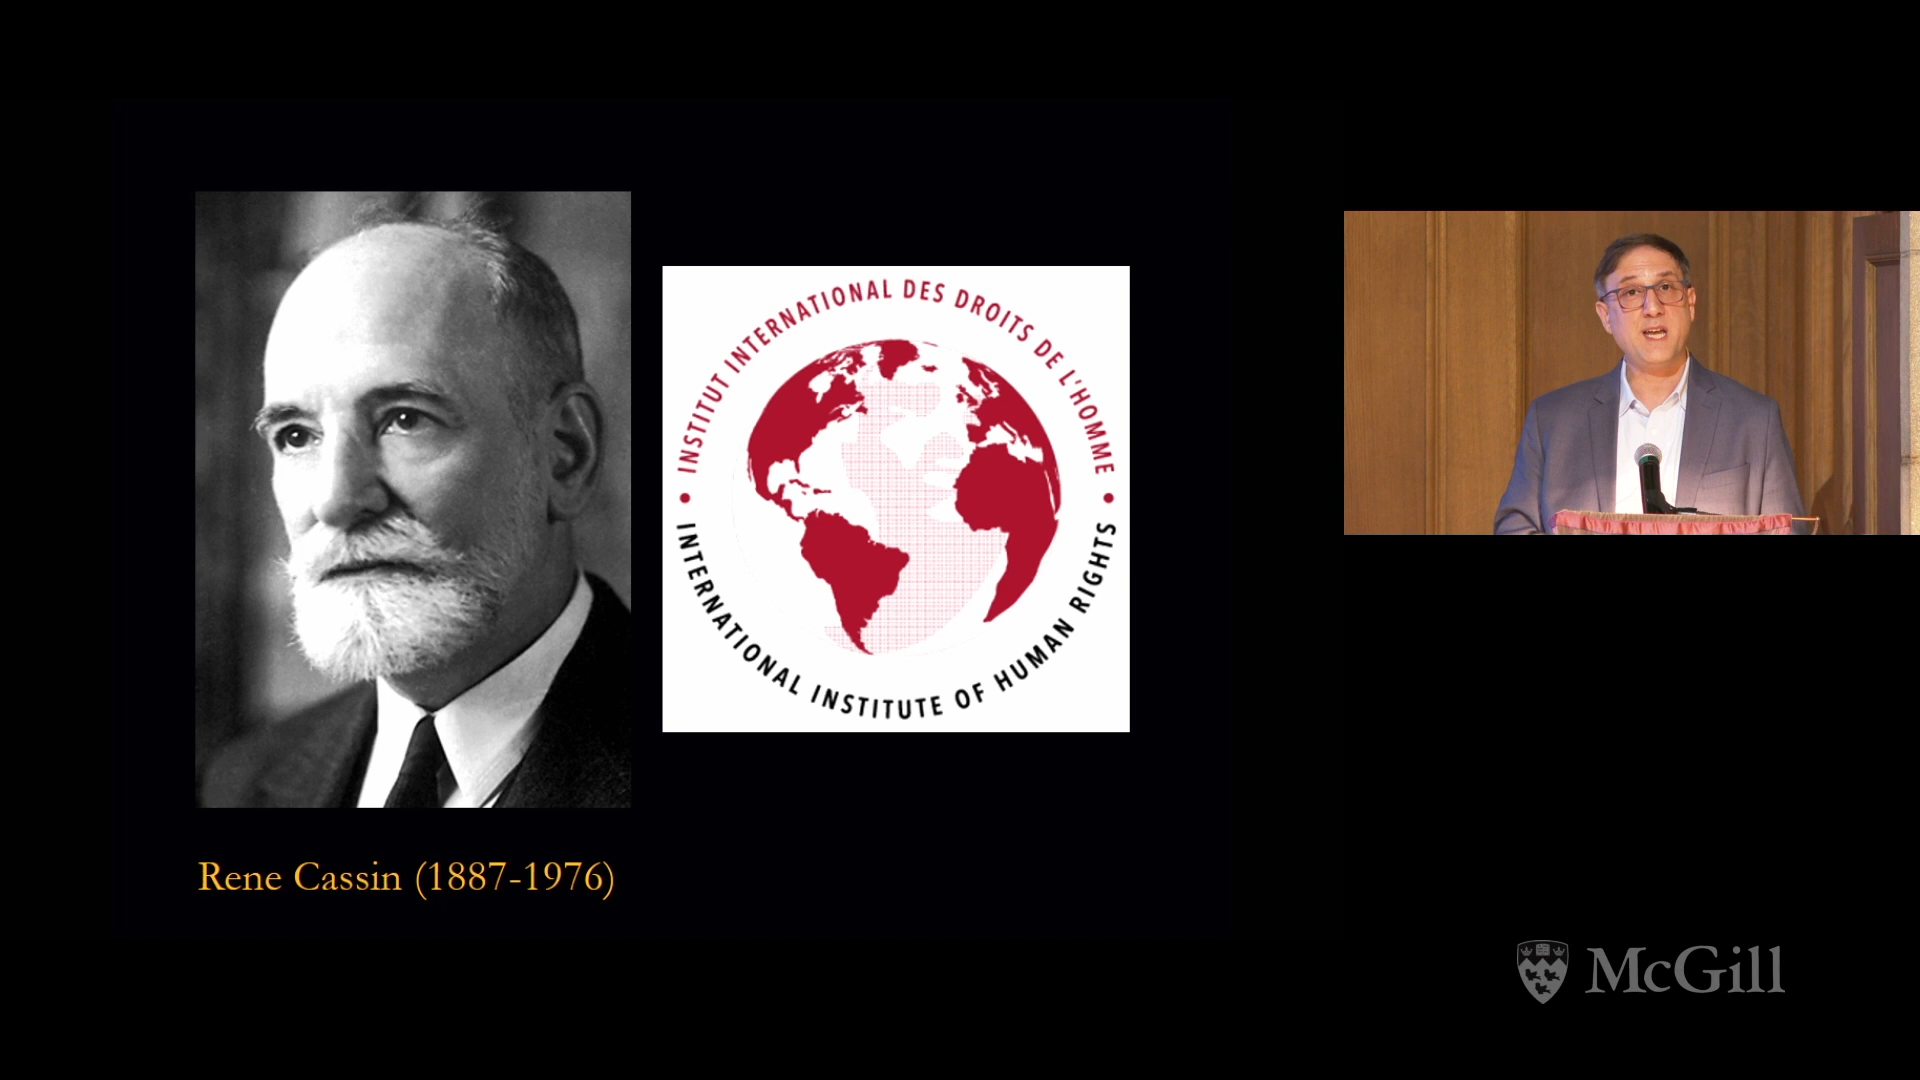 INSTITUT INTERNATIONAL DES DROITS DE L'HOMME
INTERNATIONAL INSTITUTE OF HUMAN RIGHTS
Rene Cassin (1887-1976)
McGill